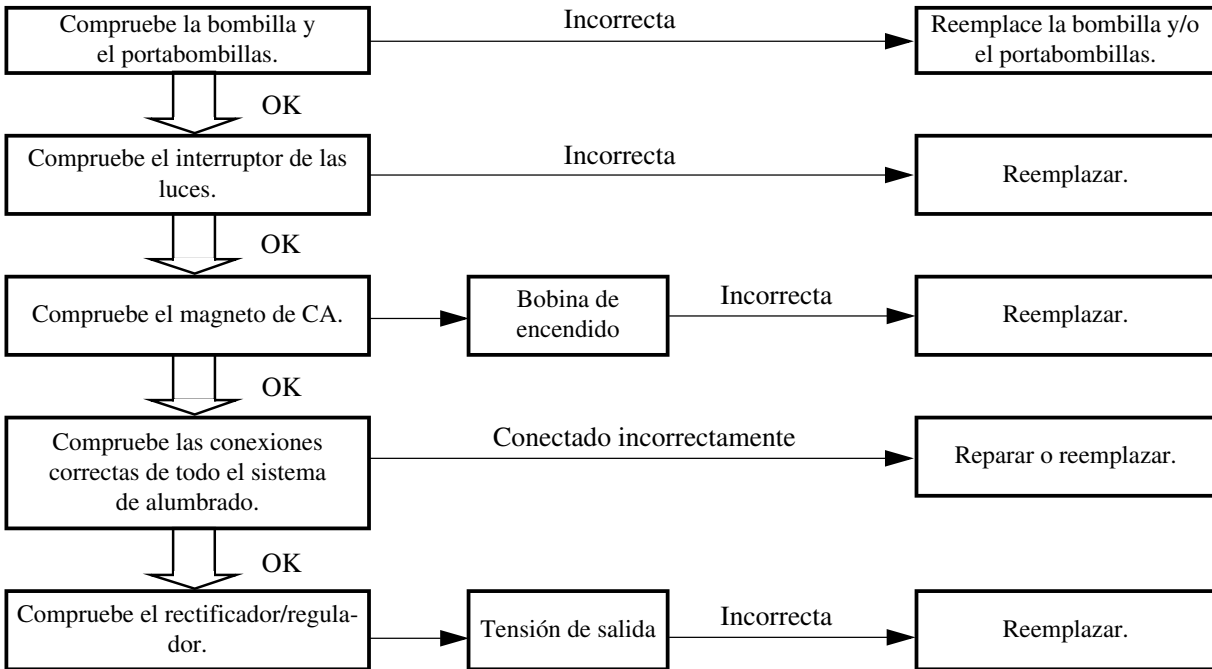 Compruebe la bombilla y
el portabombillas.
Incorrecta
Reemplace la bombilla y/o
el portabombillas.
OK
Compruebe el interruptor de las
luces.
Incorrecta
Reemplazar.
OK
Compruebe el magneto de CA.
Bobina de
encendido
Incorrecta
Reemplazar.
OK
Compruebe las conexiones
correctas de todo el sistema
de alumbrado.
Conectado incorrectamente
Reparar o reemplazar.
OK
Compruebe el rectificador/regula-
dor.
Tensión de salida
Incorrecta
Reemplazar.